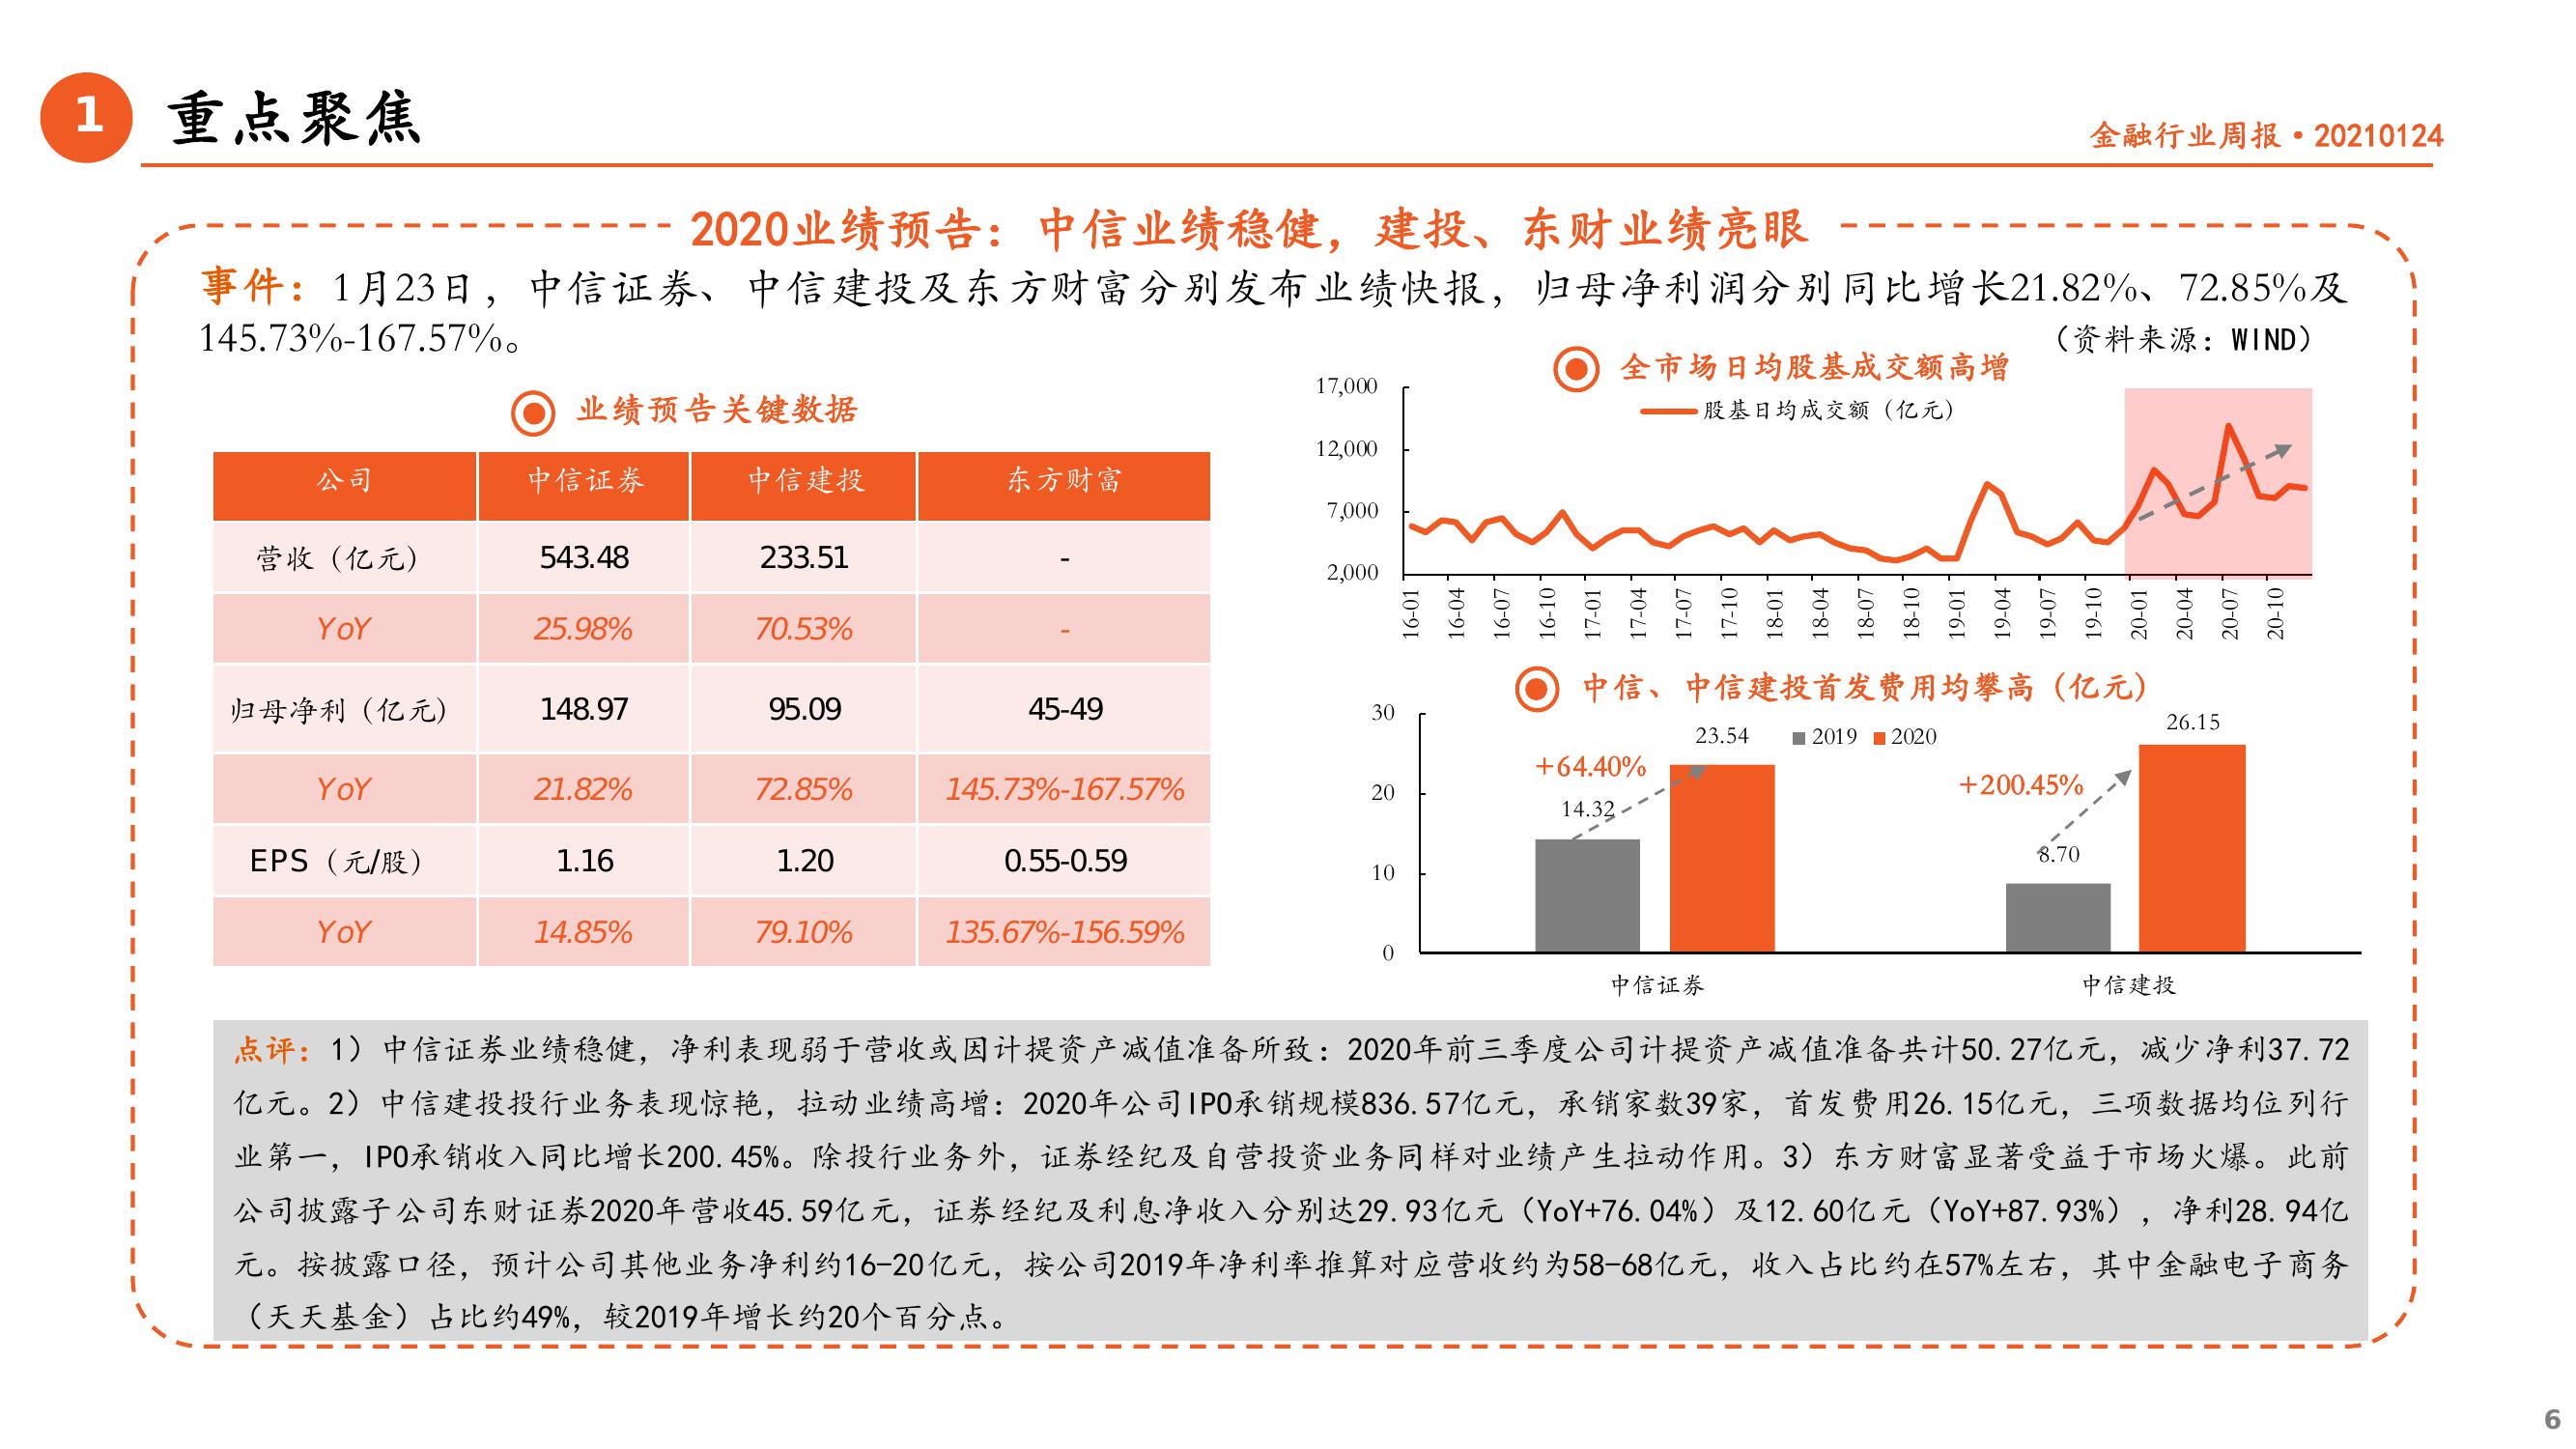 1
重点聚焦
金融行业周报•20210124
2020业绩预告：中信业绩稳健，建投、东财业绩亮眼
事件：1月23日，中信证券、中信建投及东方财富分别发布业绩快报，归母净利润分别同比增长21.82%、72.85%及
145.73%-167.57%。
（资料来源：WIND）
业绩预告关键数据
公司 中信证券 中信建投 东方财富
营收（亿元） 543.48 233.51 -
YoY 25.98% 70.53% -
归母净利（亿元） 148.97 95.09 45-49
YoY 21.82% 72.85% 145.73%-167.57%
EPS（元/股） 1.16 1.20 0.55-0.59
YoY 14.85% 79.10% 135.67%-156.59%
全市场日均股基成交额高增
股基日均成交额（亿元）
17,000
12,000
7,000
2,000
16-01 16-04 16-07 16-10 17-01 17-04 17-07 17-10 18-01 18-04 18-07 18-10 19-01 19-04 19-07 19-10 20-01 20-04 20-07 20-10
中信、中信建投首发费用均攀高（亿元）
2019 2020
30
20
10
0
+64.40%
14.32
23.54
+200.45%
8.70
26.15
中信证券 中信建投
点评：1）中信证券业绩稳健，净利表现弱于营收或因计提资产减值准备所致：2020年前三季度公司计提资产减值准备共计50.27亿元，减少净利37.72
亿元。2）中信建投投行业务表现惊艳，拉动业绩高增：2020年公司IPO承销规模836.57亿元，承销家数39家，首发费用26.15亿元，三项数据均位列行
业第一，IPO承销收入同比增长200.45%。除投行业务外，证券经纪及自营投资业务同样对业绩产生拉动作用。3）东方财富显著受益于市场火爆。此前
公司披露子公司东财证券2020年营收45.59亿元，证券经纪及利息净收入分别达29.93亿元（YoY+76.04%）及12.60亿元（YoY+87.93%），净利28.94亿
元。按披露口径，预计公司其他业务净利约16-20亿元，按公司2019年净利率推算对应营收约为58-68亿元，收入占比约在57%左右，其中金融电子商务
（天天基金）占比约49%，较2019年增长约20个百分点。
6